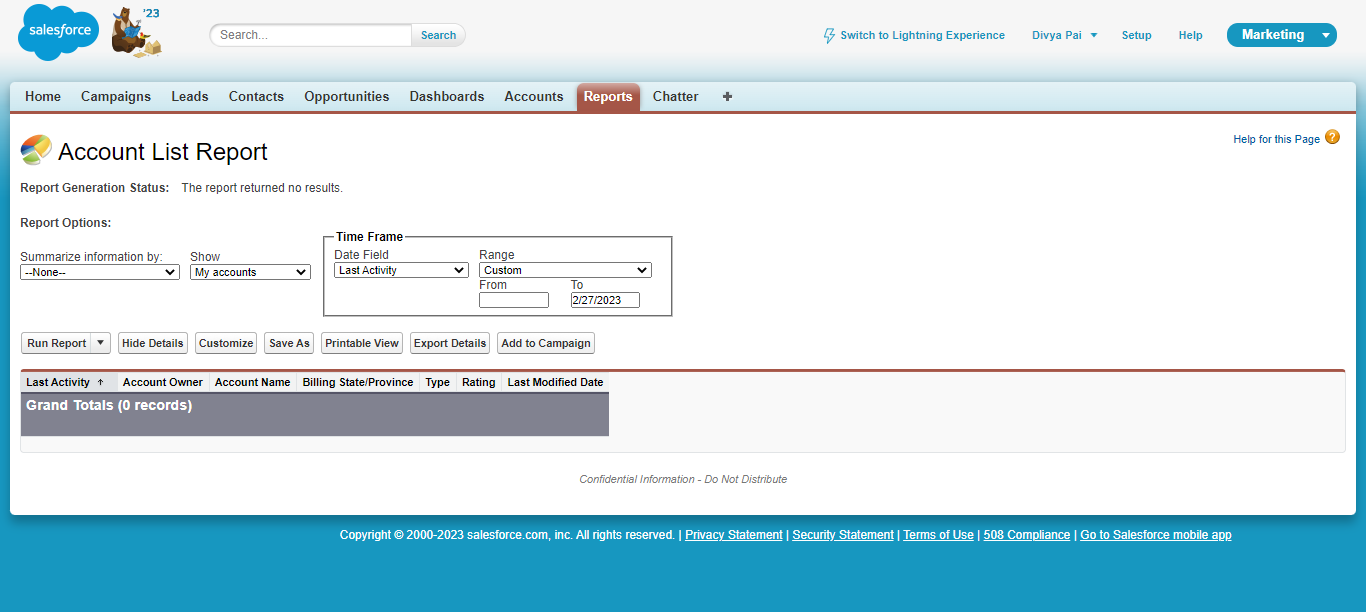 salesforce
'23
Search...
Search
Switch to Lightning Experience
Divya Pai
Setup
Help
Marketing
Home Campaigns Leads Contacts Opportunities Dashboards Accounts Reports Chatter +
Account List Report
Help for this Page ?
Report Generation Status: The report returned no results.
Report Options:
Summarize information by:
--None--
Show
My accounts
Time Frame
Date Field
Last Activity
Range
Custom
From
To
2/27/2023
Run Report Hide Details Customize Save As Printable View Export Details Add to Campaign
Last Activity ↑ Account Owner Account Name Billing State/Province Type Rating Last Modified Date
Grand Totals (0 records)
Confidential Information - Do Not Distribute
Copyright © 2000-2023 salesforce.com, inc. All rights reserved. | Privacy Statement | Security Statement | Terms of Use | 508 Compliance | Go to Salesforce mobile app